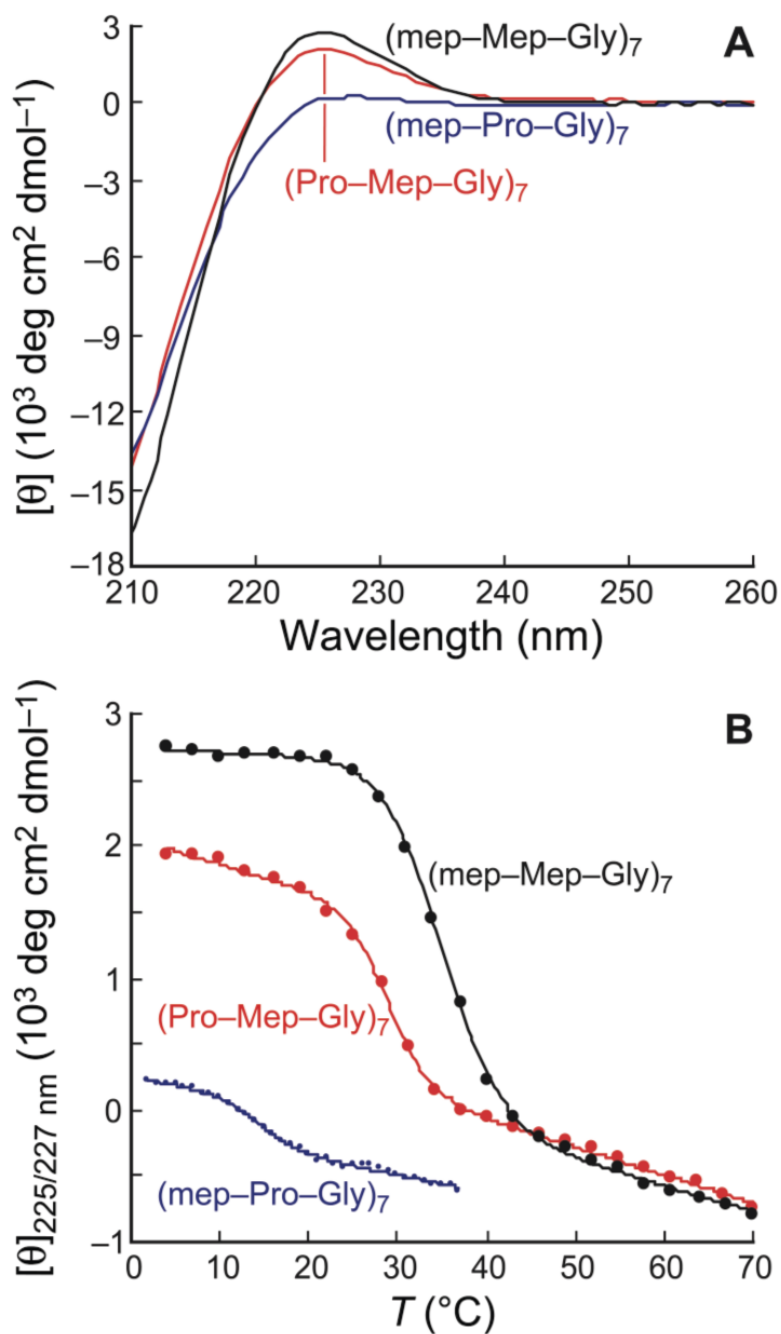 A
3
0
–3
–6
–9
–12
–15
–18
[θ] (10³ deg cm² dmol⁻¹)
(mep–Mep–Gly)₇
(mep–Pro–Gly)₇
(Pro–Mep–Gly)₇
210 220 230 240 250 260
Wavelength (nm)
B
3
2
1
0
–1
[θ]₂₂₅/₂₂₇ ₙₘ (10³ deg cm² dmol⁻¹)
(mep–Mep–Gly)₇
(Pro–Mep–Gly)₇
(mep–Pro–Gly)₇
0 10 20 30 40 50 60 70
T (°C)